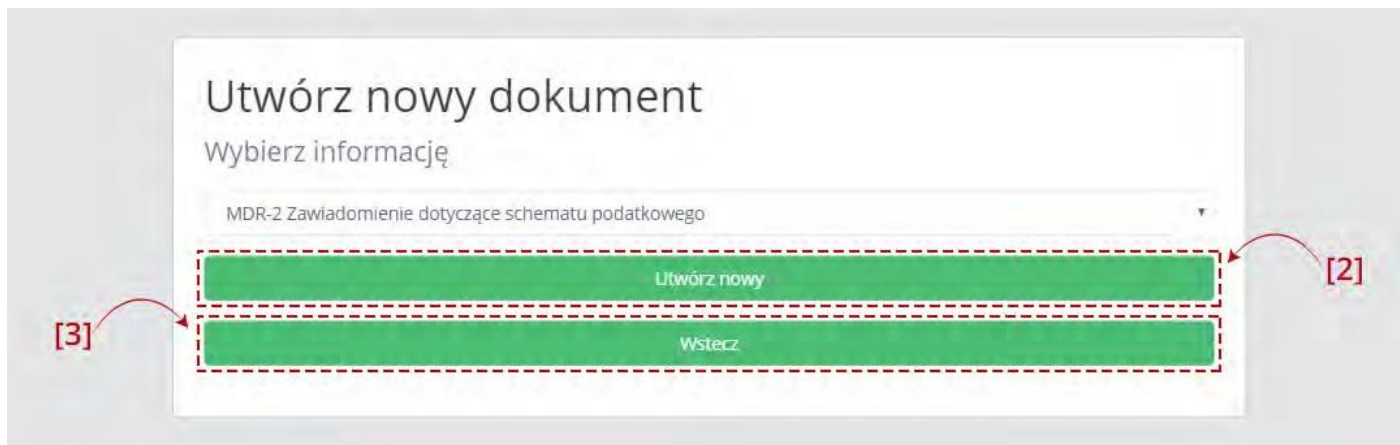 Utwórz nowy dokument
Wybierz informację
MDR-2 Zawiadomienie dotyczące schematu podatkowego
Utwórz nowy
[2]
[3]
Wstecz